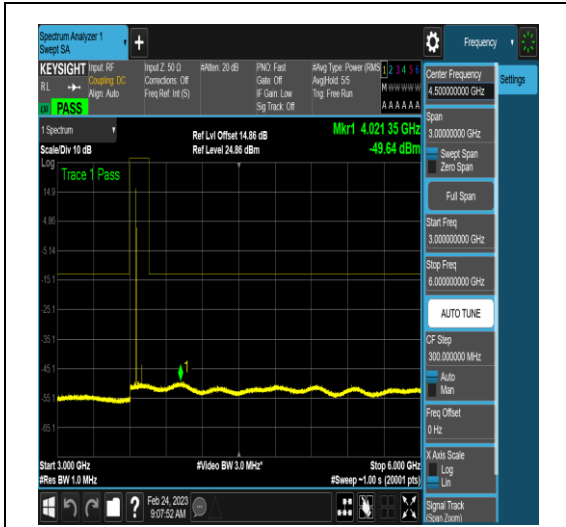 Spectrum Analyzer 1
Swept SA
Frequency
KEYSIGHT
RL
PASS
Input: RF
Coupling: DC
Align: Auto
Input Z: 50 Ω
Corrections: Off
Freq Ref: Int (S)
#Atten: 20 dB
PNO: Fast
Gate: Off
IF Gain: Low
Sig Track: Off
#Avg Type: Power (RMS
Avg|Hold: 5/5
Trig: Free Run
1 2 3 4 5 6
M W W W W W
A A A A A A
1 Spectrum
Scale/Div 10 dB
Ref Lvl Offset 14.86 dB
Ref Level 24.86 dBm
Mkr1 4.021 35 GHz
-49.64 dBm
Log
Trace 1 Pass
14.9
4.86
-5.14
-15.1
-25.1
-35.1
-45.1
-55.1
-65.1
1
Start 3.000 GHz
#Res BW 1.0 MHz
#Video BW 3.0 MHz*
Stop 6.000 GHz
#Sweep ~1.00 s (20001 pts)
Feb 24, 2023
9:07:52 AM
Center Frequency
4.500000000 GHz
Settings
Span
3.00000000 GHz
Swept Span
Zero Span
Full Span
Start Freq
3.000000000 GHz
Stop Freq
6.000000000 GHz
AUTO TUNE
CF Step
300.000000 MHz
Auto
Man
Freq Offset
0 Hz
X Axis Scale
Log
Lin
Signal Track
(Span Zoom)